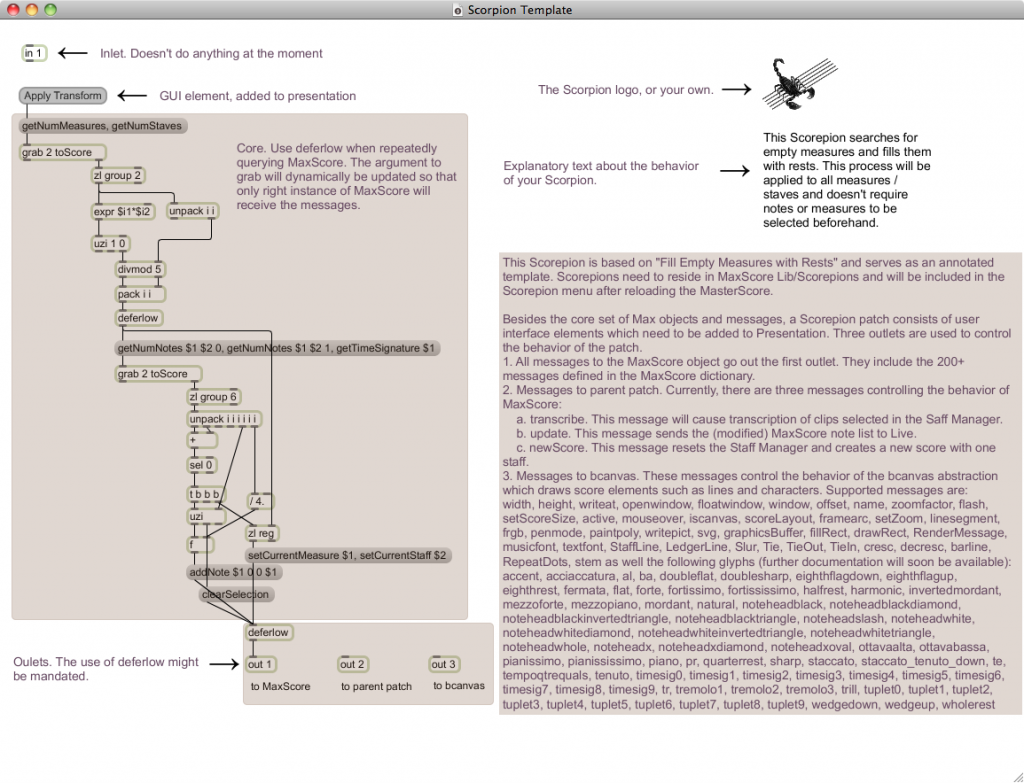 Scorpion Template
in 1
Inlet. Doesn't do anything at the moment
Apply Transform
GUI element, added to presentation
getNumMeasures, getNumStaves
grab 2 toScore
zl group 2
expr $i1*$i2
unpack i i
uzi 1 0
divmod 5
pack i i
deferlow
Core. Use deferlow when repeatedly
querying MaxScore. The argument to
grab will dynamically be updated so that
only right instance of MaxScore will
receive the messages.
getNumNotes $1 $2 0, getNumNotes $1 $2 1, getTimeSignature $1
grab 2 toScore
zl group 6
unpack i i i i i i
+
sel 0
t b b b
/ 4.
uzi
zl reg
f
setCurrentMeasure $1, setCurrentStaff $2
addNote $1 0 0 $1
clearSelection
deferlow
Oulets. The use of deferlow might
be mandated.
out 1
out 2
out 3
to MaxScore
to parent patch
to bcanvas
The Scorpion logo, or your own.
Explanatory text about the behavior
of your Scorpion.
This Scorepion searches for
empty measures and fills them
with rests. This process will be
applied to all measures /
staves and doesn't require
notes or measures to be
selected beforehand.
This Scorepion is based on "Fill Empty Measures with Rests" and serves as an annotated
template. Scorepions need to reside in MaxScore Lib/Scorepions and will be included in the
Scorepion menu after reloading the MasterScore.
Besides the core set of Max objects and messages, a Scorepion patch consists of user
interface elements which need to be added to Presentation. Three outlets are used to control
the behavior of the patch.
1. All messages to the MaxScore object go out the first outlet. They include the 200+
messages defined in the MaxScore dictionary.
2. Messages to parent patch. Currently, there are three messages controlling the behavior of
MaxScore:
a. transcribe. This message will cause transcription of clips selected in the Saff Manager.
b. update. This message sends the (modified) MaxScore note list to Live.
c. newScore. This message resets the Staff Manager and creates a new score with one
staff.
3. Messages to bcanvas. These messages control the behavior of the bcanvas abstraction
which draws score elements such as lines and characters. Supported messages are:
width, height, writeat, openwindow, floatwindow, window, offset, name, zoomfactor, flash,
setScoreSize, active, mouseover, iscanvas, scoreLayout, framearc, setZoom, linesegment,
frgb, penmode, paintpoly, writepict, svg, graphicsBuffer, fillRect, drawRect, RenderMessage,
musicfont, textfont, StaffLine, LedgerLine, Slur, Tie, TieOut, TieIn, cresc, decresc, barline,
RepeatDots, stem as well the following glyphs (further documentation will soon be available):
accent, acciaccatura, al, ba, doubleflat, doublesharp, eighthflagdown, eighthflagup,
eighthrest, fermata, flat, forte, fortissimo, fortississimo, halfrest, harmonic, invertedmordant,
mezzoforte, mezzopiano, mordant, natural, noteheadblack, noteheadblackdiamond,
noteheadblackinvertedtriangle, noteheadblacktriangle, noteheadslash, noteheadwhite,
noteheadwhitediamond, noteheadwhiteinvertedtriangle, noteheadwhitetriangle,
noteheadwhole, noteheadx, noteheadxdiamond, noteheadxoval, ottavaalta, ottavabassa,
pianissimo, pianississimo, piano, pr, quarterrest, sharp, staccato, staccato_tenuto_down, te,
tempoqtrequals, tenuto, timesig0, timesig1, timesig2, timesig3, timesig4, timesig5, timesig6,
timesig7, timesig8, timesig9, tr, tremolo1, tremolo2, tremolo3, trill, tuplet0, tuplet1, tuplet2,
tuplet3, tuplet4, tuplet5, tuplet6, tuplet7, tuplet8, tuplet9, wedgedown, wedgeup, wholerest